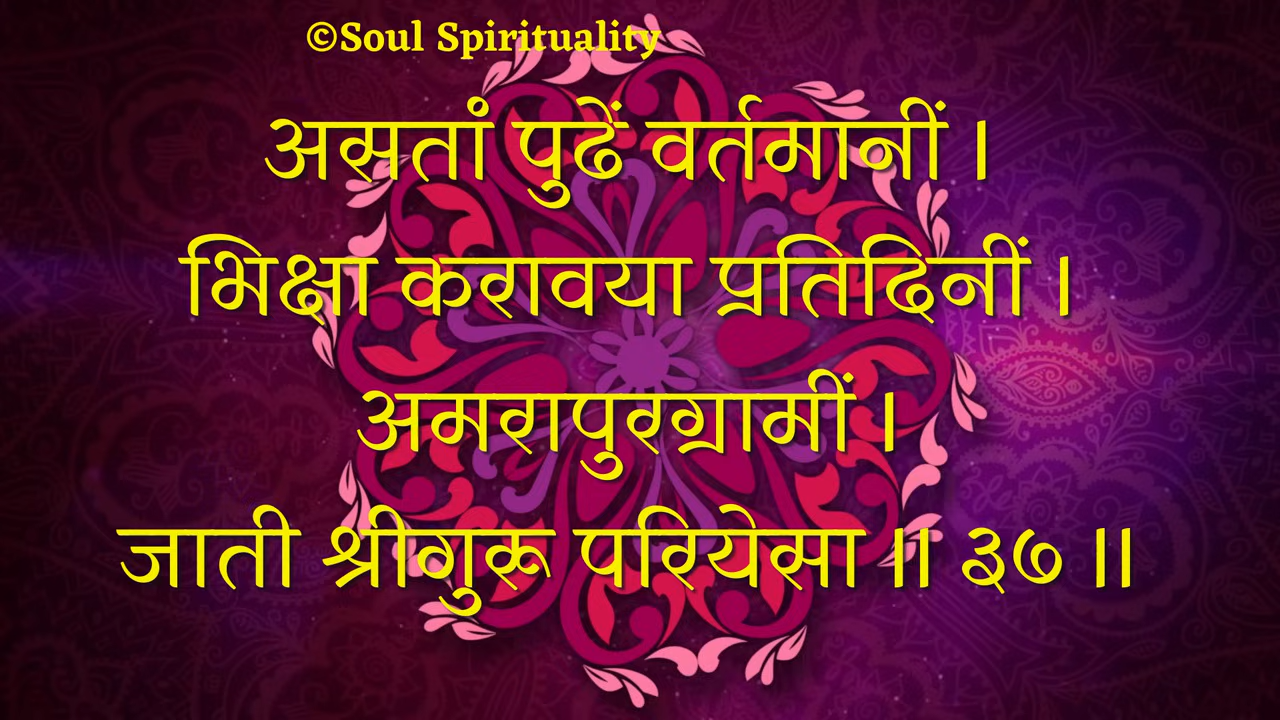 ©Soul Spirituality
असतां पुढें वर्तमानीं ।
भिक्षा करावया प्रतिदिनीं ।
अमरापुरग्रामीं ।
जाती श्रीगुरू परियेसा ॥ ३७ ॥